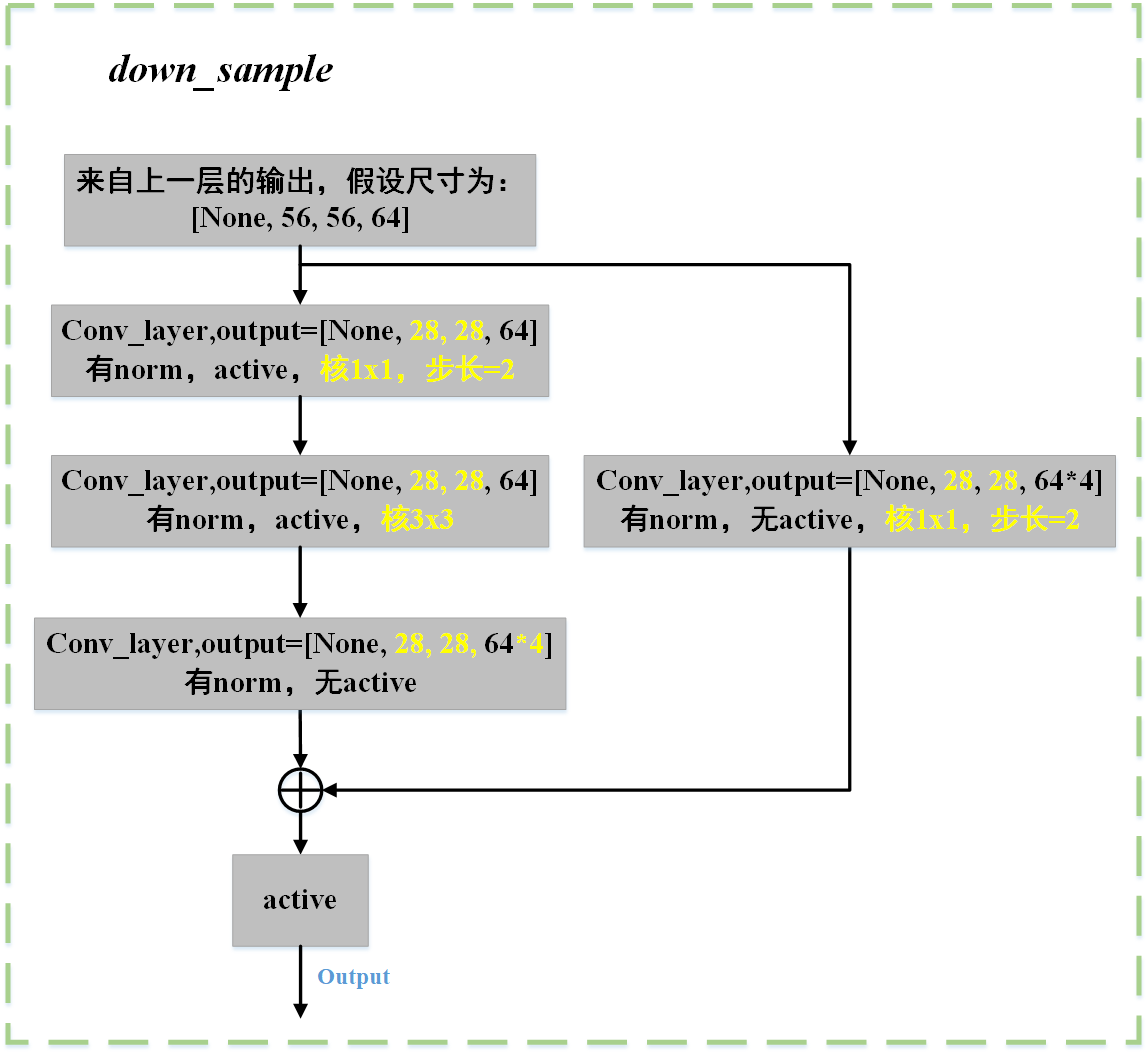 down_sample
来自上一层的输出，假设尺寸为：
[None, 56, 56, 64]
Conv_layer,output=[None, 28, 28, 64]
有norm，active，核1x1，步长=2
Conv_layer,output=[None, 28, 28, 64]
有norm，active，核3x3
Conv_layer,output=[None, 28, 28, 64*4]
有norm，无active，核1x1，步长=2
Conv_layer,output=[None, 28, 28, 64*4]
有norm，无active
active
Output